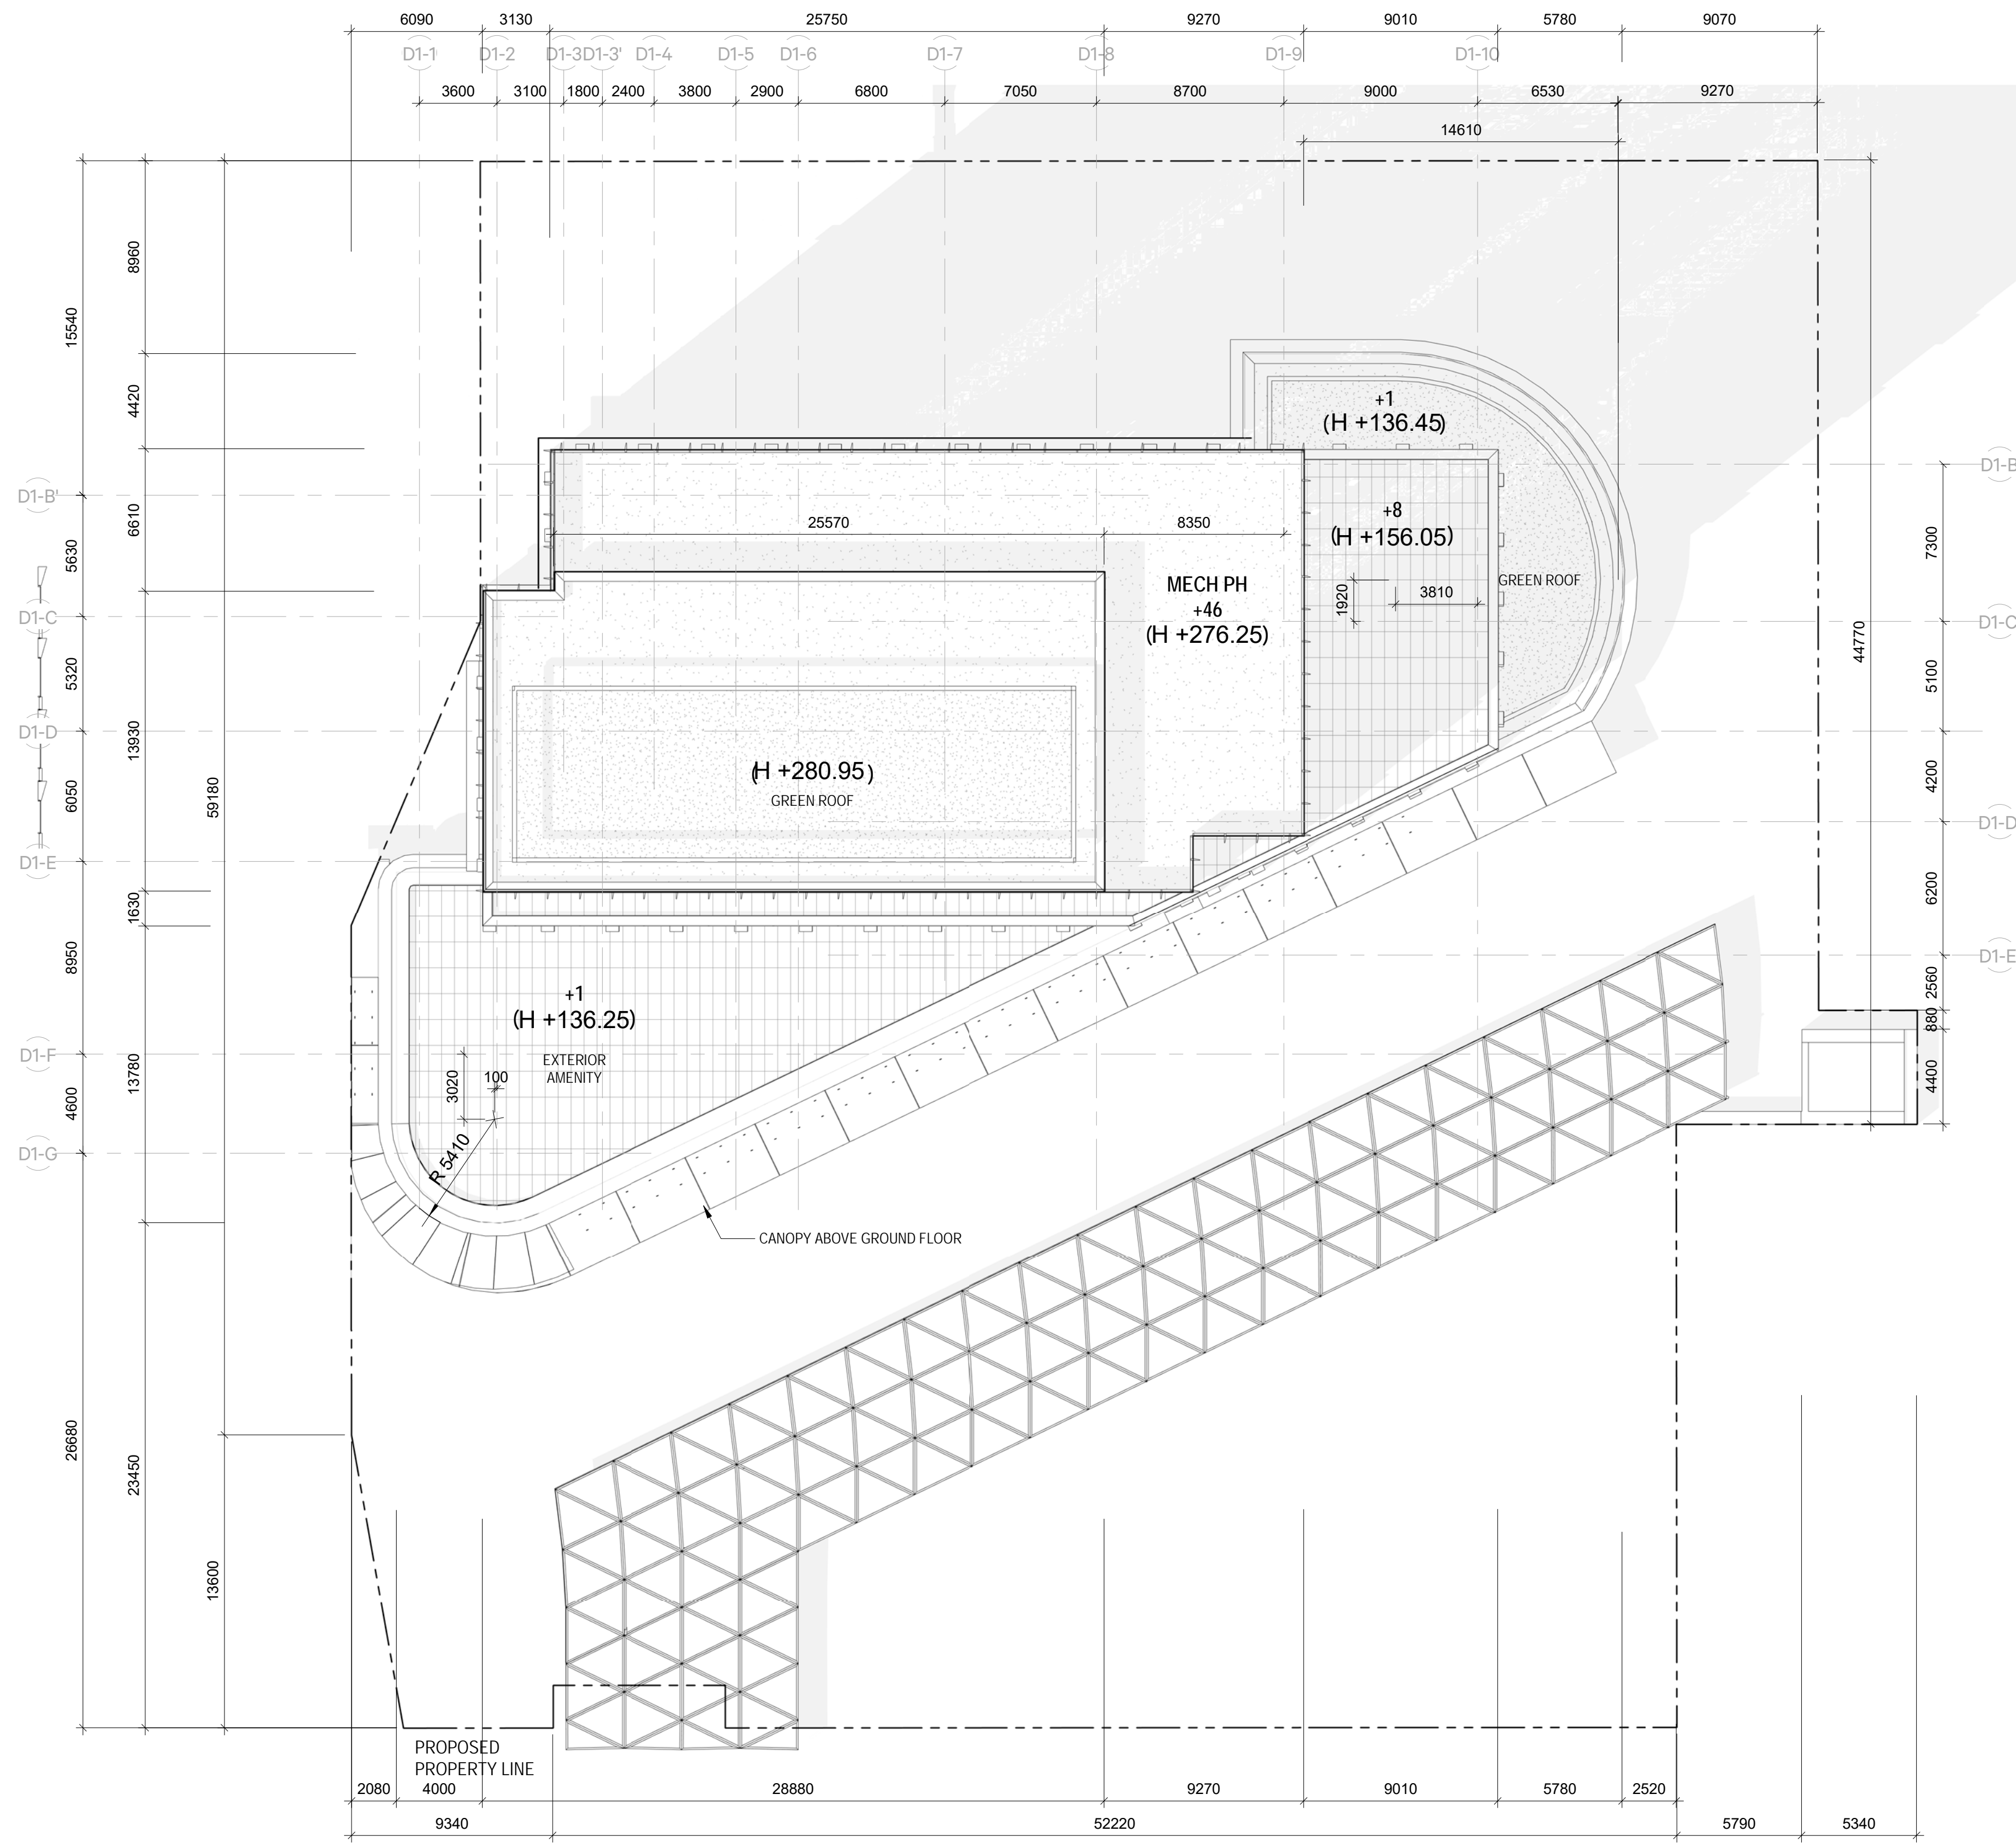 6090 3130 25750 9270 9010 5780 9070
D1-1' D1-2 D1-3 D1-3' D1-4 D1-5 D1-6 D1-7 D1-8 D1-9 D1-10
3600 3100 1800 2400 3800 2900 6800 7050 8700 9000 6530 9270
14610
8960
15540
4420
+1
(H +136.45)
D1-B
D1-B'
6610
25570 8350
+8
(H +156.05)
7300
5630
MECH PH
+46
(H +276.25)
GREEN ROOF
1920
3810
D1-C
D1-C
44770
5320
5100
D1-D
13930
59180
6050
(H +280.95)
GREEN ROOF
4200
D1-D
D1-E
1630
6200
8950
D1-E
2560
880
+1
(H +136.25)
EXTERIOR
AMENITY
D1-F
3020
100
13780
4400
4600
R 5410
D1-G
CANOPY ABOVE GROUND FLOOR
26680
23450
13600
PROPOSED
PROPERTY LINE
2080 4000 28880 9270 9010 5780 2520
9340 52220 5790 5340